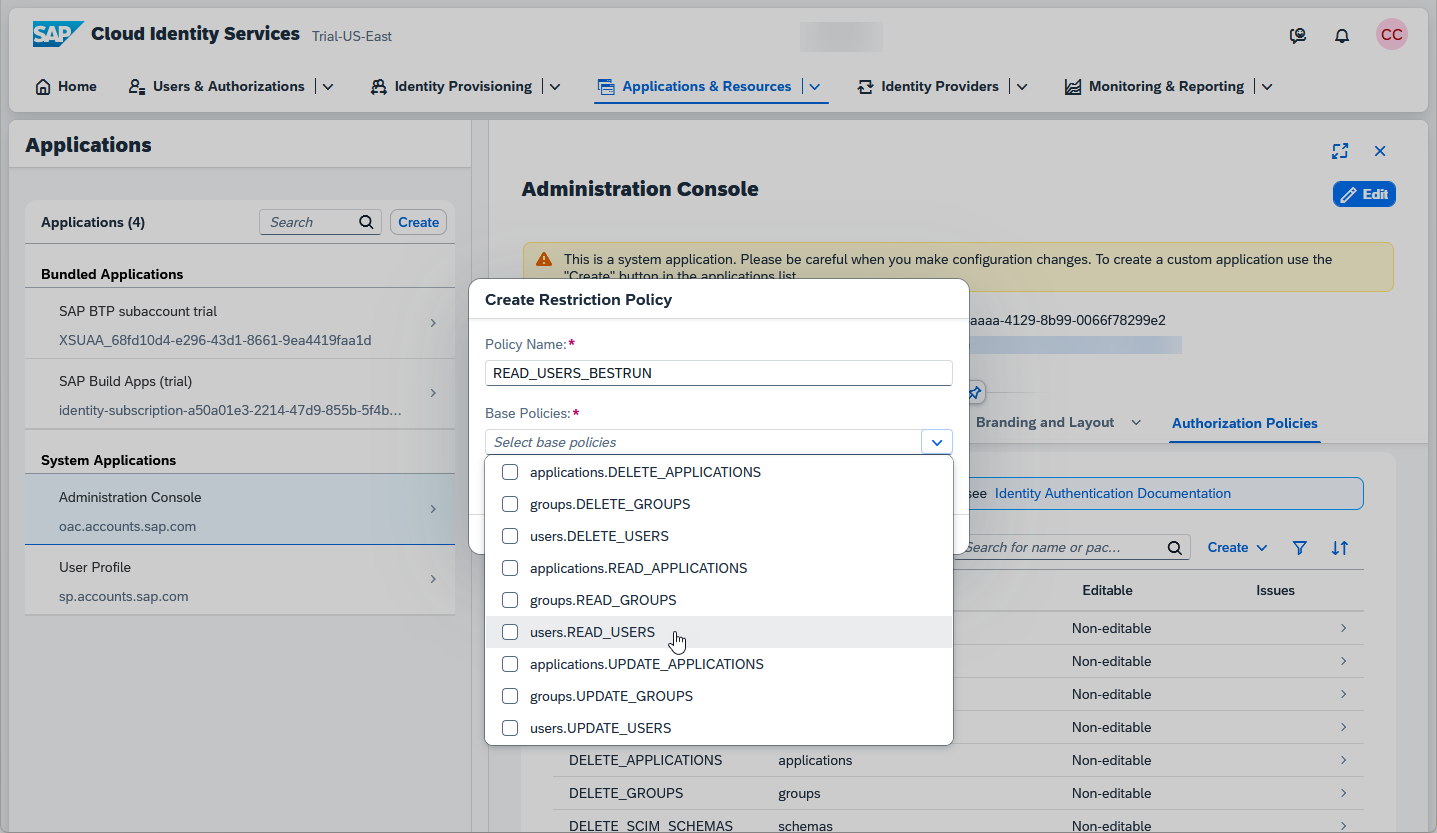 SAP Cloud Identity Services Trial-US-East
CC
Home Users & Authorizations Identity Provisioning Applications & Resources Identity Providers Monitoring & Reporting
Applications
Applications (4) Search Create
Bundled Applications
SAP BTP subaccount trial
XSUAA_68fd10d4-e296-43d1-8661-9ea4419faa1d
SAP Build Apps (trial)
identity-subscription-a50a01e3-2214-47d9-855b-5f4b...
System Applications
Administration Console
oac.accounts.sap.com
User Profile
sp.accounts.sap.com
Administration Console
Edit
This is a system application. Please be careful when you make configuration changes. To create a custom application use the
"Create" button in the applications list.
aaaa-4129-8b99-0066f78299e2
Branding and Layout Authorization Policies
see Identity Authentication Documentation
Search for name or pac... Create
Editable Issues
Non-editable
Non-editable
Non-editable
Non-editable
DELETE_APPLICATIONS applications Non-editable
DELETE_GROUPS groups Non-editable
DELETE_SCIM_SCHEMAS schemas Non-editable
Create Restriction Policy
Policy Name:*
READ_USERS_BESTRUN
Base Policies:*
Select base policies
applications.DELETE_APPLICATIONS
groups.DELETE_GROUPS
users.DELETE_USERS
applications.READ_APPLICATIONS
groups.READ_GROUPS
users.READ_USERS
applications.UPDATE_APPLICATIONS
groups.UPDATE_GROUPS
users.UPDATE_USERS